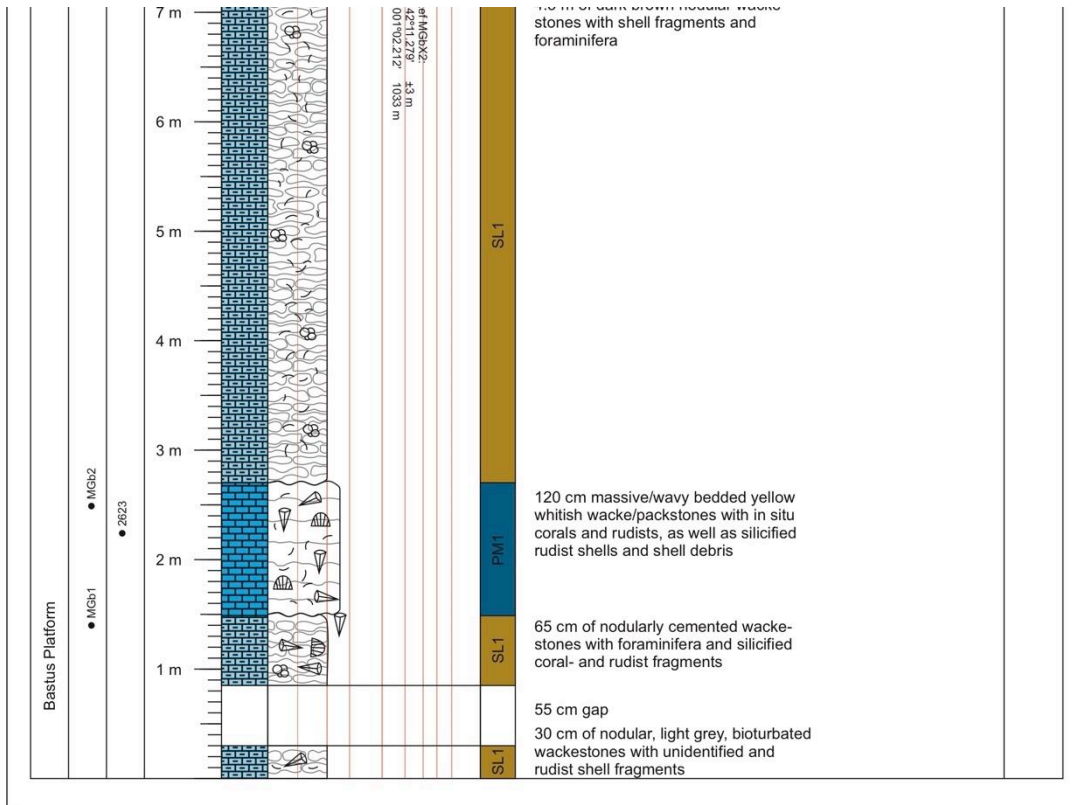 7 m
stones with shell fragments and
foraminifera
ef MGbX2:
42°11.279' ±3 m
001°02.212' 1033 m
6 m
5 m
SL1
4 m
3 m
MGb2
2623
120 cm massive/wavy bedded yellow
whitish wacke/packstones with in situ
corals and rudists, as well as silicified
rudist shells and shell debris
PM1
2 m
MGb1
65 cm of nodularly cemented wacke-
stones with foraminifera and silicified
coral- and rudist fragments
SL1
1 m
Bastus Platform
55 cm gap
30 cm of nodular, light grey, bioturbated
wackestones with unidentified and
rudist shell fragments
SL1